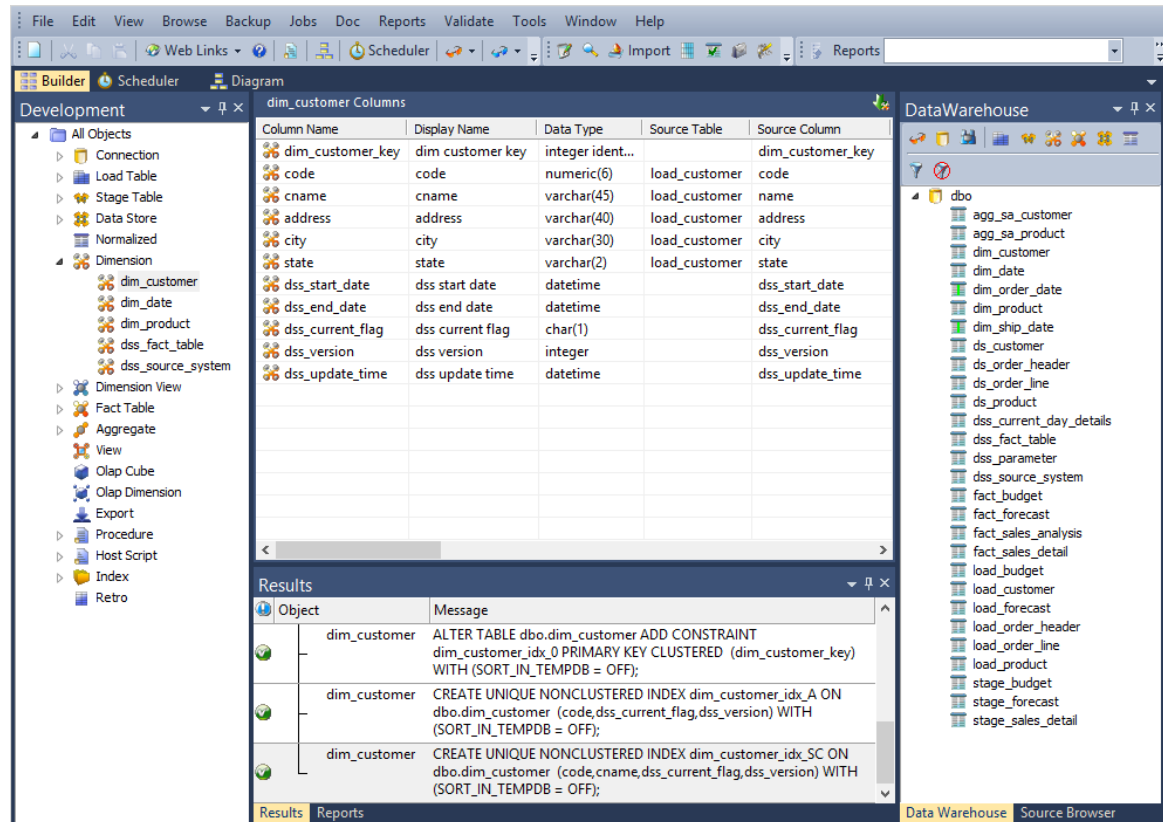 File Edit View Browse Backup Jobs Doc Reports Validate Tools Window Help
Web Links Scheduler Import Reports
Builder Scheduler Diagram
Development
All Objects
Connection
Load Table
Stage Table
Data Store
Normalized
Dimension
dim_customer
dim_date
dim_product
dss_fact_table
dss_source_system
Dimension View
Fact Table
Aggregate
View
Olap Cube
Olap Dimension
Export
Procedure
Host Script
Index
Retro
dim_customer Columns
Column Name Display Name Data Type Source Table Source Column
dim_customer_key dim customer key integer ident... dim_customer_key
code code numeric(6) load_customer code
cname cname varchar(45) load_customer name
address address varchar(40) load_customer address
city city varchar(30) load_customer city
state state varchar(2) load_customer state
dss_start_date dss start date datetime dss_start_date
dss_end_date dss end date datetime dss_end_date
dss_current_flag dss current flag char(1) dss_current_flag
dss_version dss version integer dss_version
dss_update_time dss update time datetime dss_update_time
Results
Object Message
dim_customer ALTER TABLE dbo.dim_customer ADD CONSTRAINT
dim_customer_idx_0 PRIMARY KEY CLUSTERED (dim_customer_key)
WITH (SORT_IN_TEMPDB = OFF);
dim_customer CREATE UNIQUE NONCLUSTERED INDEX dim_customer_idx_A ON
dbo.dim_customer (code,dss_current_flag,dss_version) WITH
(SORT_IN_TEMPDB = OFF);
dim_customer CREATE UNIQUE NONCLUSTERED INDEX dim_customer_idx_SC ON
dbo.dim_customer (code,cname,dss_current_flag,dss_version) WITH
(SORT_IN_TEMPDB = OFF);
Results Reports
DataWarehouse
dbo
agg_sa_customer
agg_sa_product
dim_customer
dim_date
dim_order_date
dim_product
dim_ship_date
ds_customer
ds_order_header
ds_order_line
ds_product
dss_current_day_details
dss_fact_table
dss_parameter
dss_source_system
fact_budget
fact_forecast
fact_sales_analysis
fact_sales_detail
load_budget
load_customer
load_forecast
load_order_header
load_order_line
load_product
stage_budget
stage_forecast
stage_sales_detail
Data Warehouse Source Browser